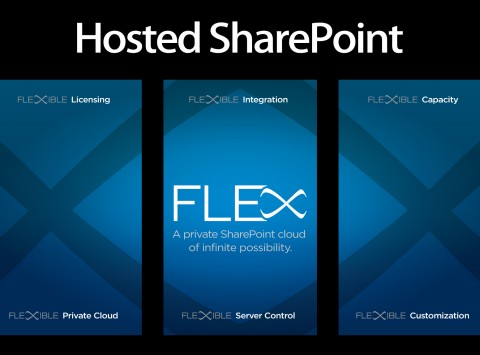 Hosted SharePoint
FLEXIBLE Licensing
FLEXIBLE Integration
FLEXIBLE Capacity
FLEX
A private SharePoint cloud
of infinite possibility.
FLEXIBLE Private Cloud
FLEXIBLE Server Control
FLEXIBLE Customization